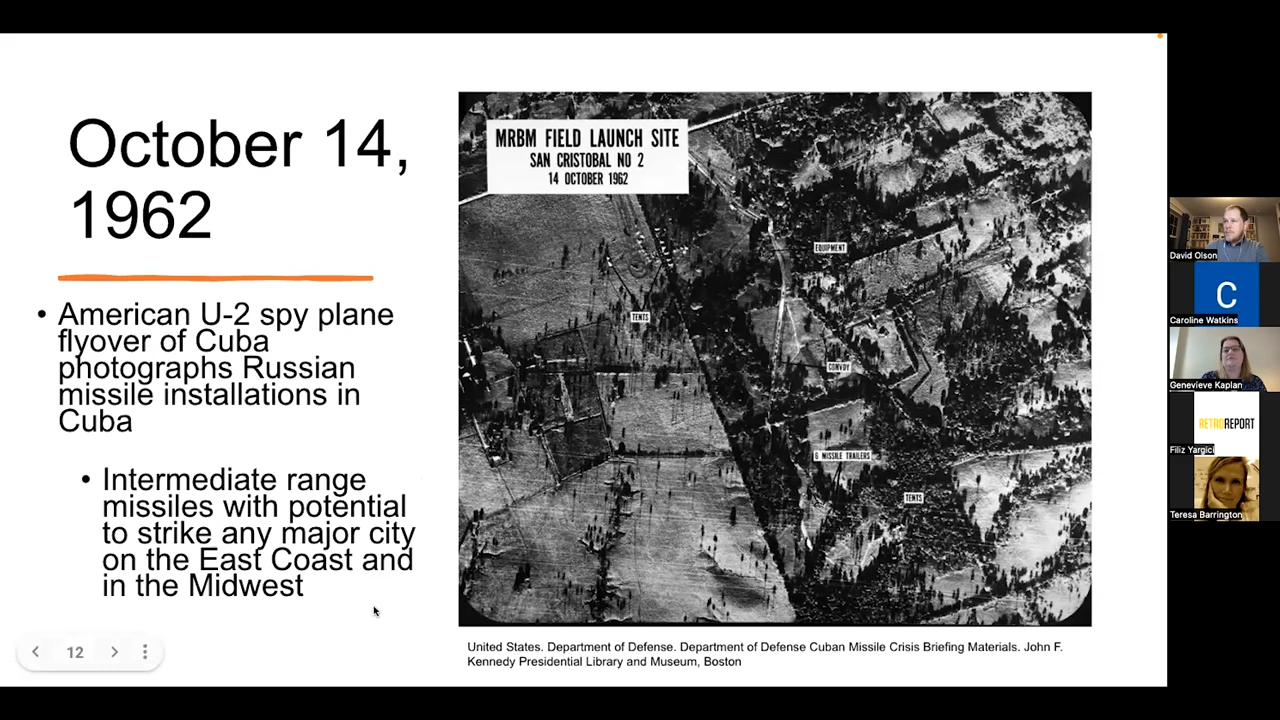 October 14,
1962
• American U-2 spy plane
flyover of Cuba
photographs Russian
missile installations in
Cuba
• Intermediate range
missiles with potential
to strike any major city
on the East Coast and
in the Midwest
MRBM FIELD LAUNCH SITE
SAN CRISTOBAL NO 2
14 OCTOBER 1962
EQUIPMENT
TENTS
CONVOY
6 MISSILE TRAILERS
TENTS
United States. Department of Defense. Department of Defense Cuban Missile Crisis Briefing Materials. John F.
Kennedy Presidential Library and Museum, Boston
12
David Olson
C
Caroline Watkins
Genevieve Kaplan
RETROREPORT
Filiz Yargici
Teresa Barrington